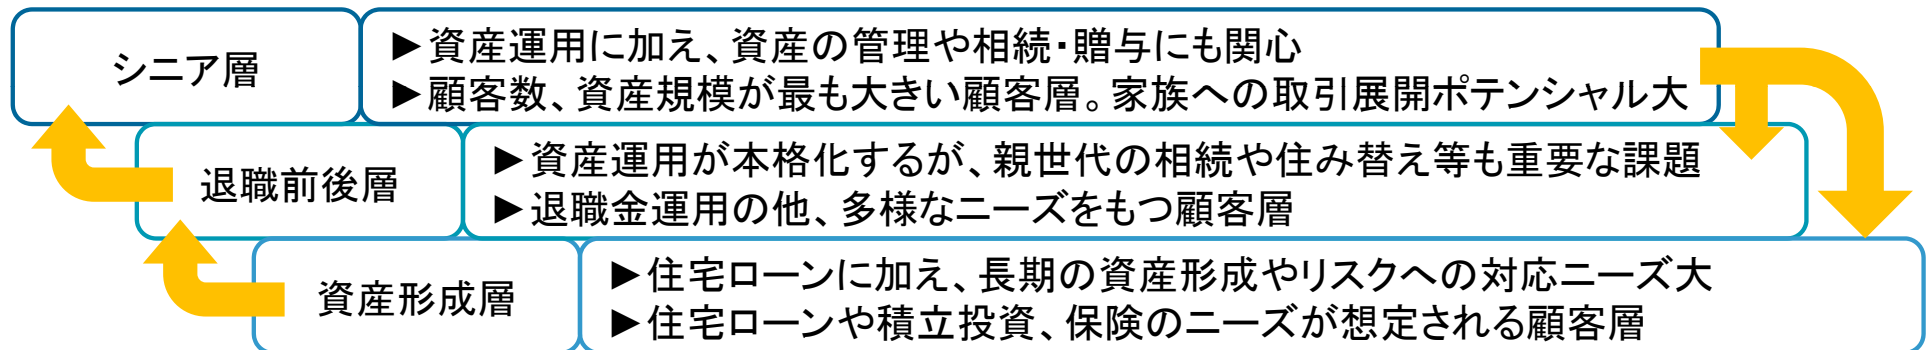 シニア層
►資産運用に加え、資産の管理や相続・贈与にも関心
►顧客数、資産規模が最も大きい顧客層。家族への取引展開ポテンシャル大
退職前後層
►資産運用が本格化するが、親世代の相続や住み替え等も重要な課題
►退職金運用の他、多様なニーズをもつ顧客層
資産形成層
►住宅ローンに加え、長期の資産形成やリスクへの対応ニーズ大
►住宅ローンや積立投資、保険のニーズが想定される顧客層